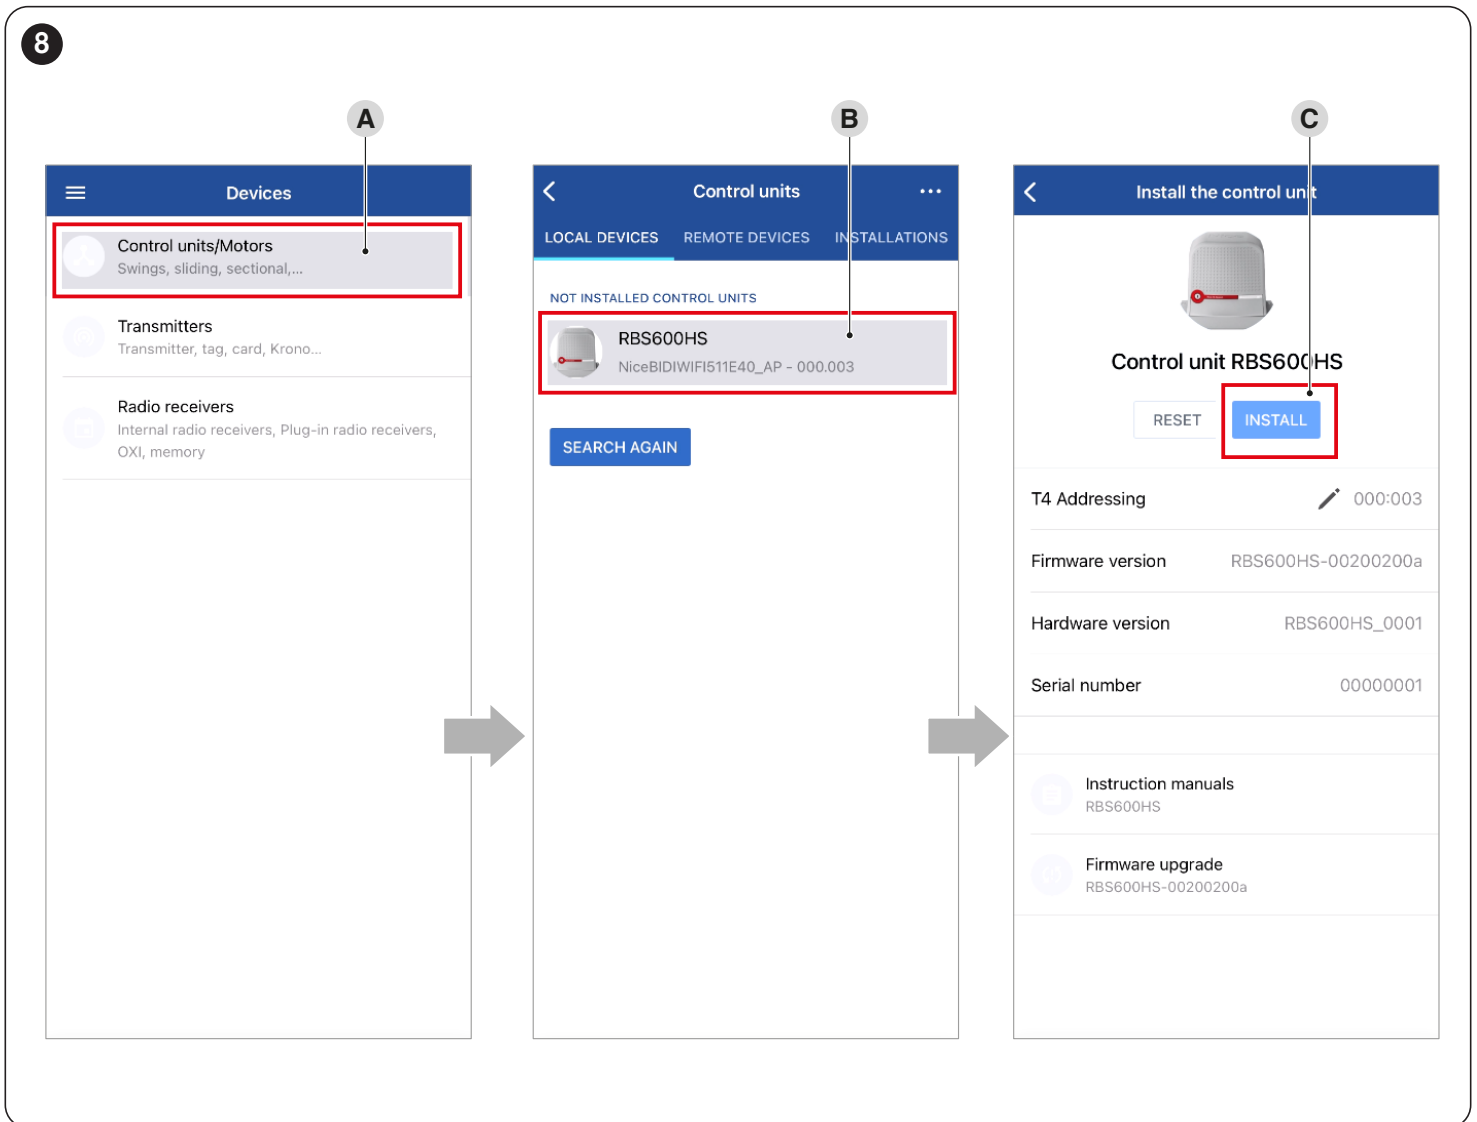 8
A
B
C
Devices
Control units/Motors
Swings, sliding, sectional,...
Transmitters
Transmitter, tag, card, Krono...
Radio receivers
Internal radio receivers, Plug-in radio receivers,
OXI, memory
Control units
LOCAL DEVICES REMOTE DEVICES INSTALLATIONS
NOT INSTALLED CONTROL UNITS
RBS600HS
NiceBIDIWIFI511E40_AP - 000.003
SEARCH AGAIN
Install the control unit
Control unit RBS600HS
RESET INSTALL
T4 Addressing 000:003
Firmware version RBS600HS-00200200a
Hardware version RBS600HS_0001
Serial number 00000001
Instruction manuals
RBS600HS
Firmware upgrade
RBS600HS-00200200a